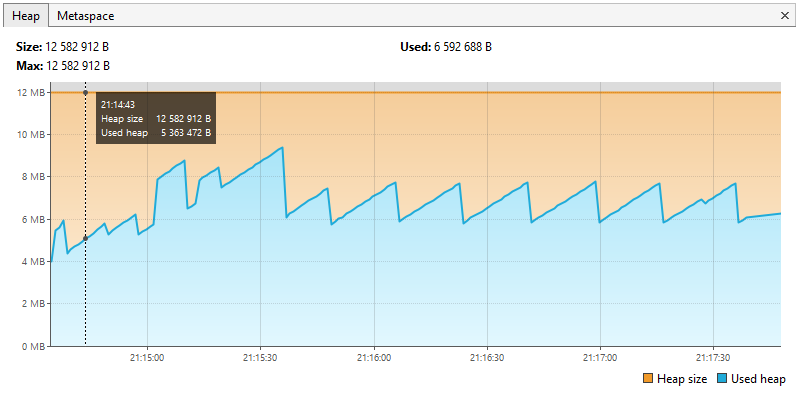 Heap Metaspace ×
Size: 12 582 912 B Used: 6 592 688 B
Max: 12 582 912 B
12 MB
21:14:43
Heap size 12 582 912 B
Used heap 5 363 472 B
10 MB
8 MB
6 MB
4 MB
2 MB
0 MB
21:15:00 21:15:30 21:16:00 21:16:30 21:17:00 21:17:30
Heap size Used heap